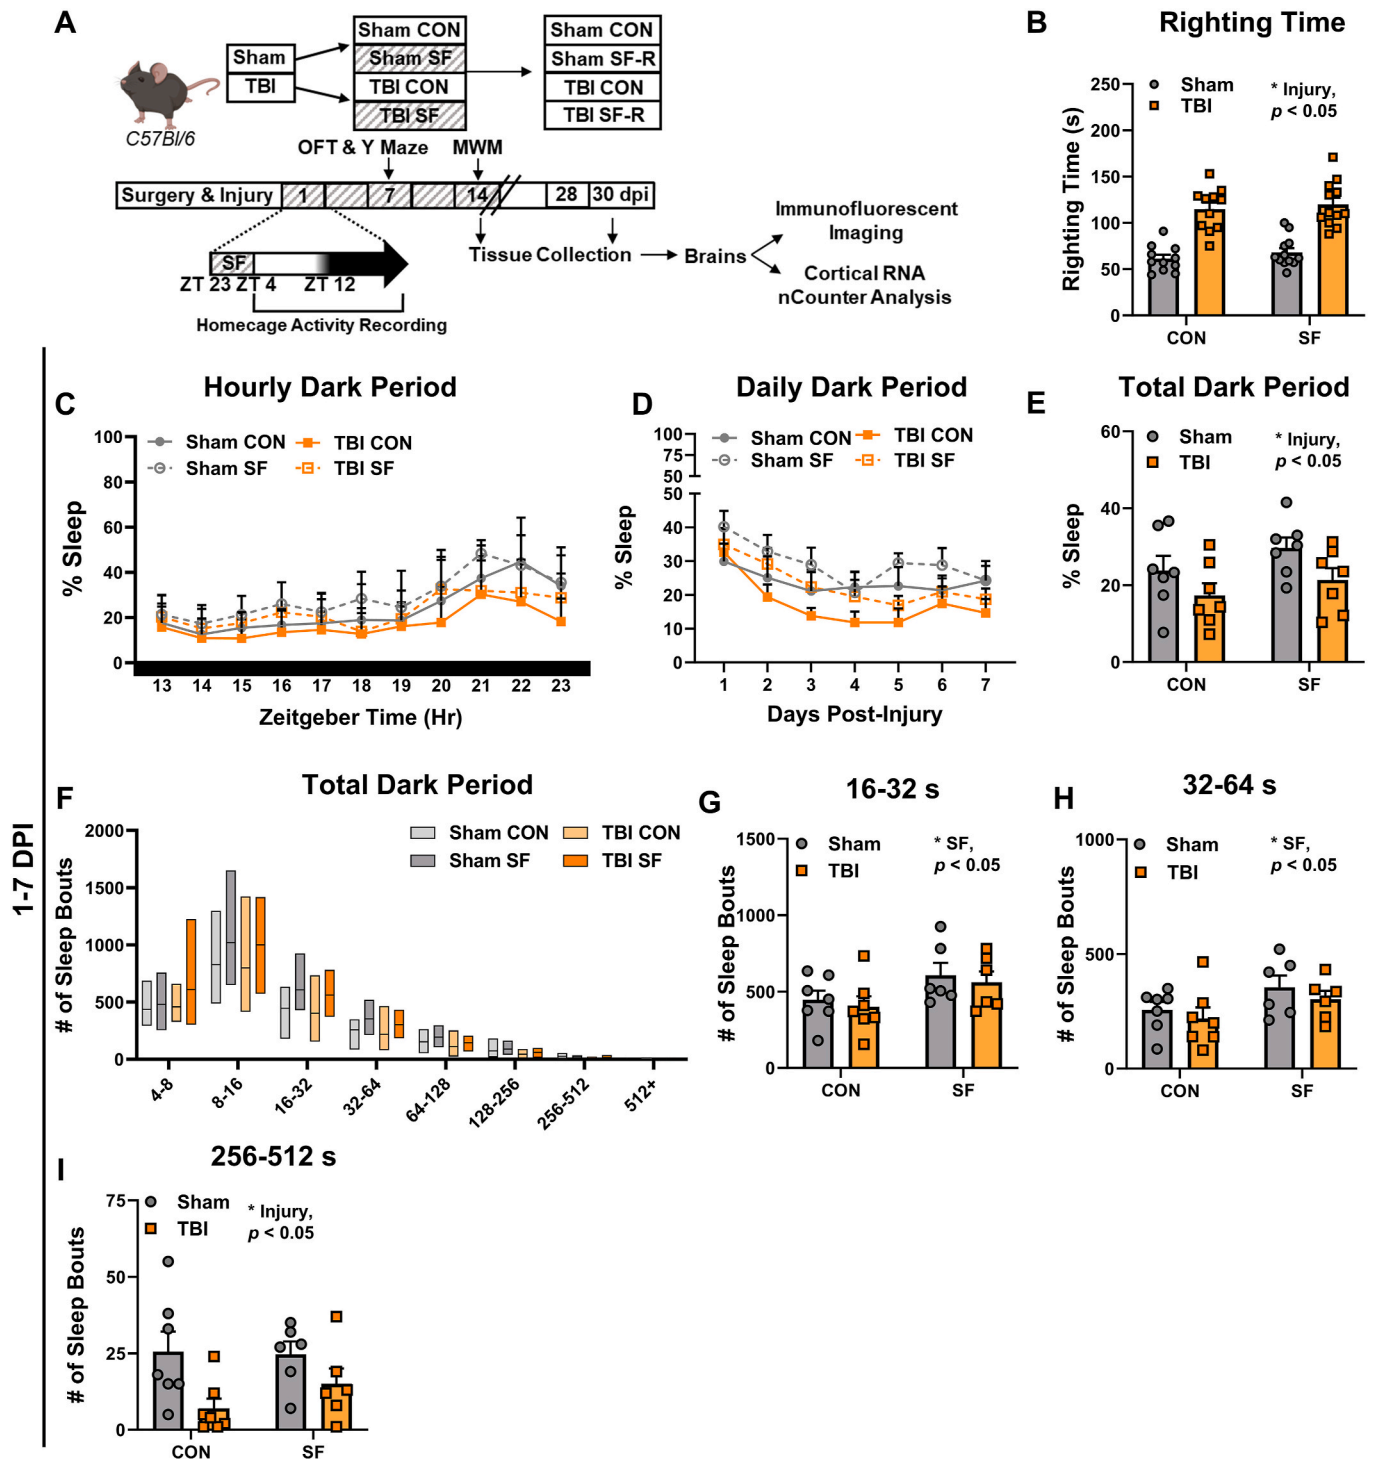 A
Sham
TBI
C57Bl/6
Sham CON
Sham SF
TBI CON
TBI SF
Sham CON
Sham SF-R
TBI CON
TBI SF-R
OFT & Y Maze
MWM
Surgery & Injury
1
7
14
28
30 dpi
SF
ZT 23
ZT 4
ZT 12
Homecage Activity Recording
Tissue Collection
Brains
Immunofluorescent
Imaging
Cortical RNA
nCounter Analysis
B
Righting Time
Righting Time (s)
250
200
150
100
50
0
Sham
TBI
* Injury,
p < 0.05
CON
SF
1-7 DPI
C
Hourly Dark Period
% Sleep
100
80
60
40
20
0
Sham CON
TBI CON
Sham SF
TBI SF
13
14
15
16
17
18
19
20
21
22
23
Zeitgeber Time (Hr)
D
Daily Dark Period
% Sleep
100
75
50
50
40
30
20
10
0
Sham CON
TBI CON
Sham SF
TBI SF
1
2
3
4
5
6
7
Days Post-Injury
E
Total Dark Period
% Sleep
60
40
20
0
Sham
TBI
* Injury,
p < 0.05
CON
SF
F
Total Dark Period
# of Sleep Bouts
2000
1500
1000
500
0
Sham CON
TBI CON
Sham SF
TBI SF
4-8
8-16
16-32
32-64
64-128
128-256
256-512
512+
G
16-32 s
# of Sleep Bouts
1500
1000
500
0
Sham
TBI
* SF,
p < 0.05
CON
SF
H
32-64 s
# of Sleep Bouts
1000
500
0
Sham
TBI
* SF,
p < 0.05
CON
SF
I
256-512 s
# of Sleep Bouts
75
50
25
0
Sham
TBI
* Injury,
p < 0.05
CON
SF